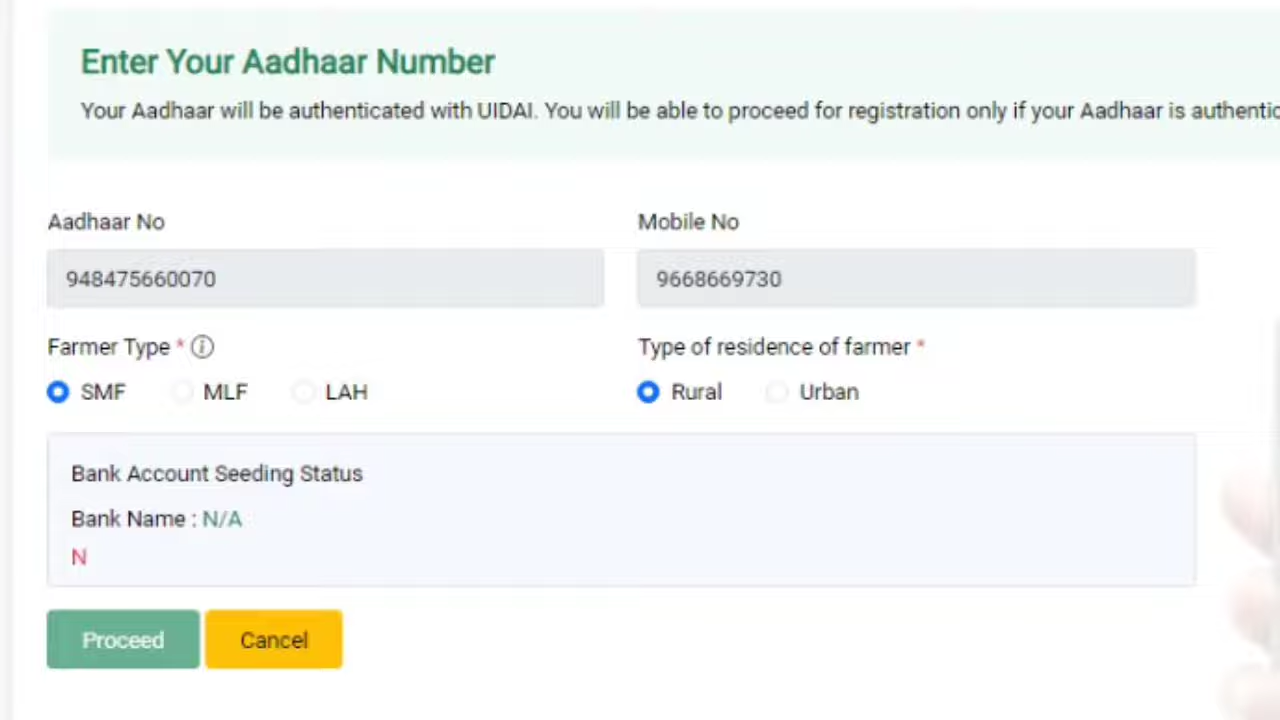 Enter Your Aadhaar Number
Your Aadhaar will be authenticated with UIDAI. You will be able to proceed for registration only if your Aadhaar is
Aadhaar No
Mobile No
948475660070
9668669730
Farmer Type *
Type of residence of farmer *
SMF MLF LAH
Rural Urban
Bank Account Seeding Status
Bank Name : N/A
N
Proceed Cancel